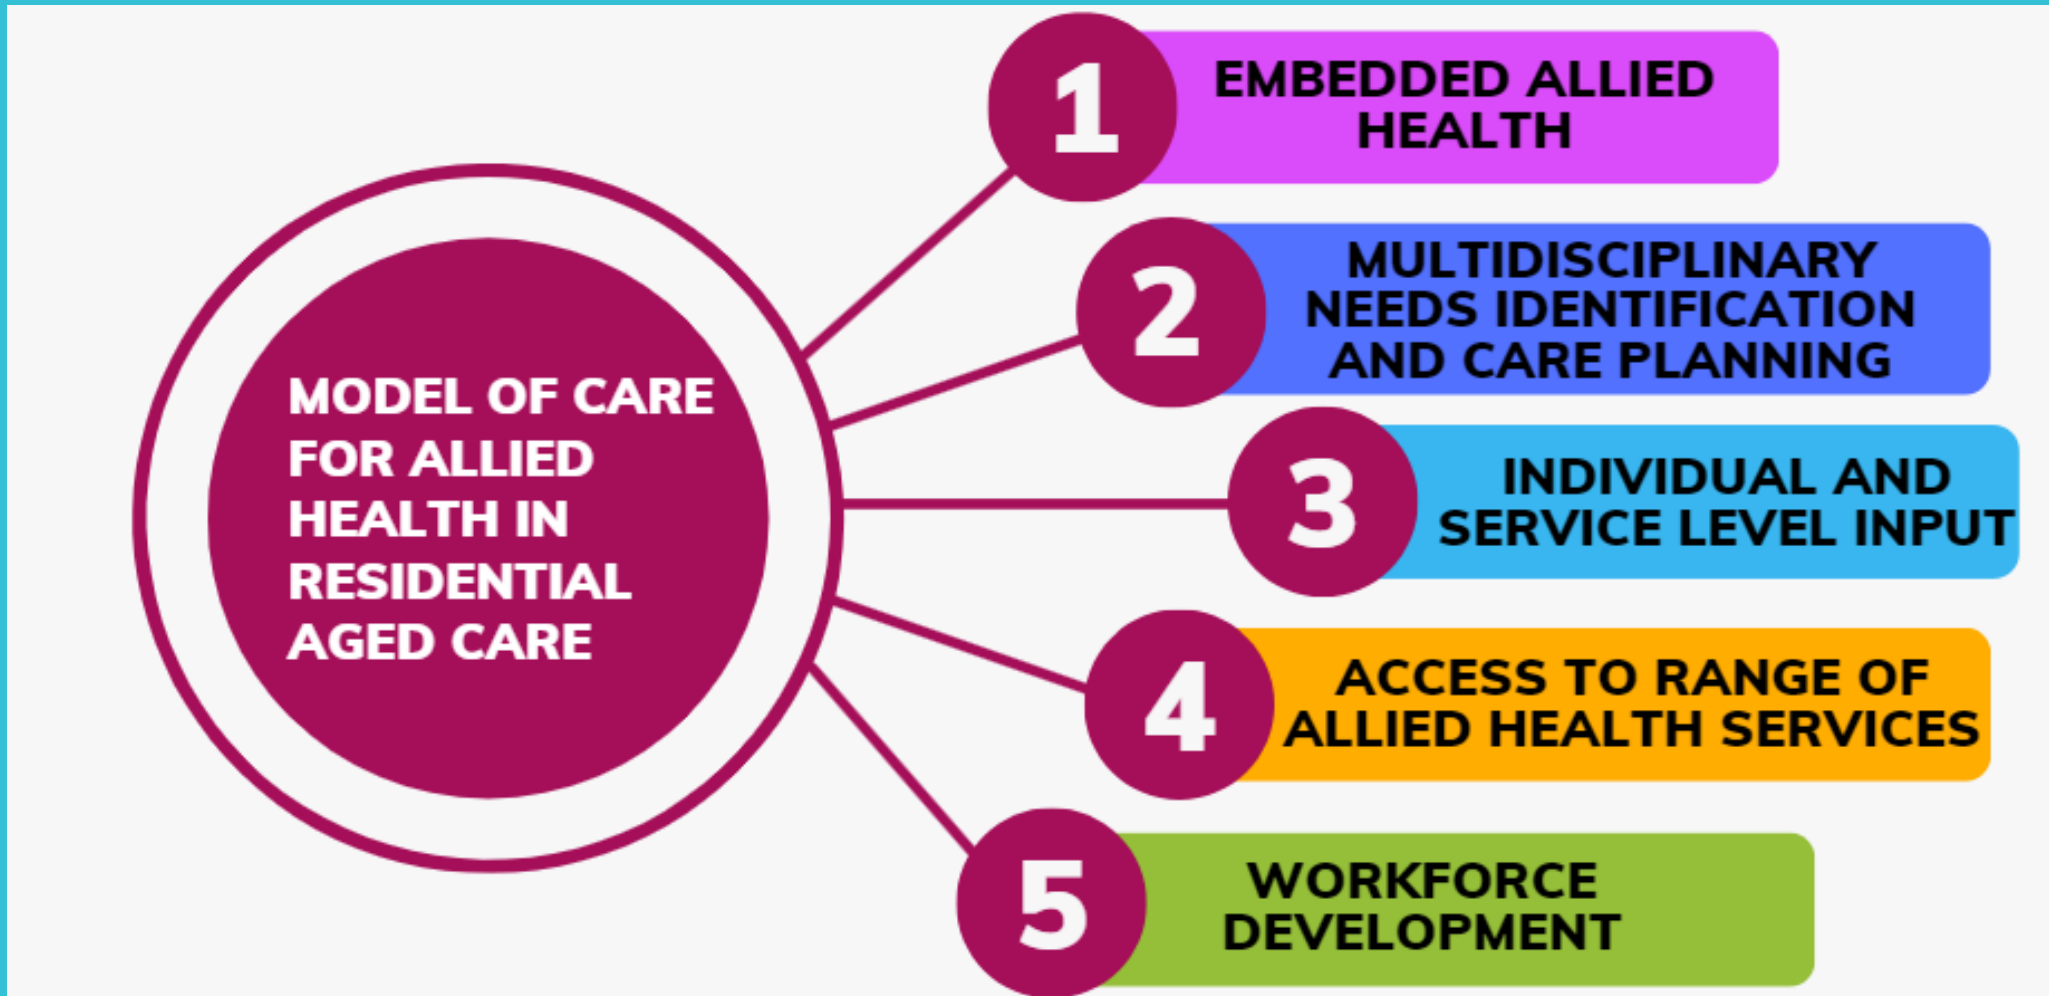 MODEL OF CARE
FOR ALLIED
HEALTH IN
RESIDENTIAL
AGED CARE
1
EMBEDDED ALLIED
HEALTH
2
MULTIDISCIPLINARY
NEEDS IDENTIFICATION
AND CARE PLANNING
3
INDIVIDUAL AND
SERVICE LEVEL INPUT
4
ACCESS TO RANGE OF
ALLIED HEALTH SERVICES
5
WORKFORCE
DEVELOPMENT